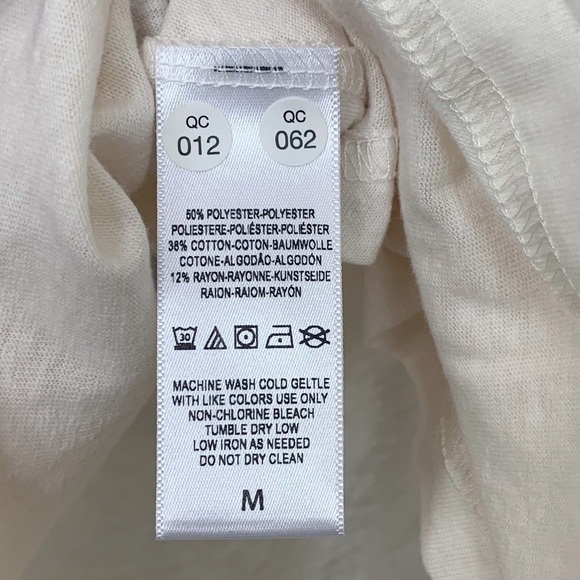 QC
012
QC
062
50% POLYESTER-POLYESTER
POLIESTERE-POLIÉSTER-POLIÉSTER
38% COTTON-COTON-BAUMWOLLE
COTONE-ALGODÃO-ALGODÓN
12% RAYON-RAYONNE-KUNSTSEIDE
RAION-RAIOM-RAYÓN
30
MACHINE WASH COLD GELTLE
WITH LIKE COLORS USE ONLY
NON-CHLORINE BLEACH
TUMBLE DRY LOW
LOW IRON AS NEEDED
DO NOT DRY CLEAN
M